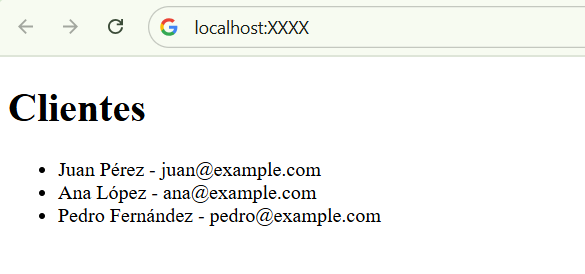 localhost:XXXX
Clientes
Juan Pérez - juan@example.com
Ana López - ana@example.com
Pedro Fernández - pedro@example.com